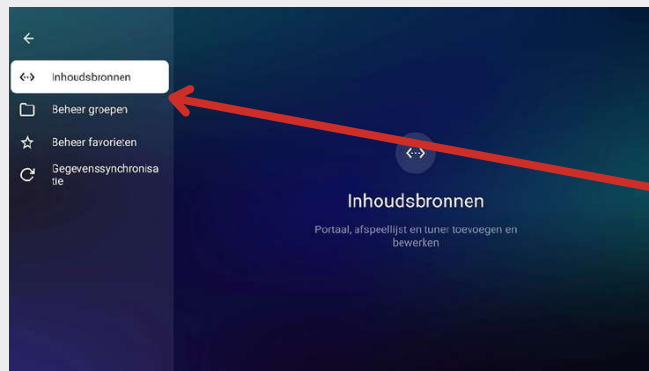 Inhoudsbronnen
Beheer groepen
Beheer favorieten
Gegevenssynchronisa
tie
Inhoudsbronnen
Portaal, afspeellijst en tuner toevoegen en
bewerken